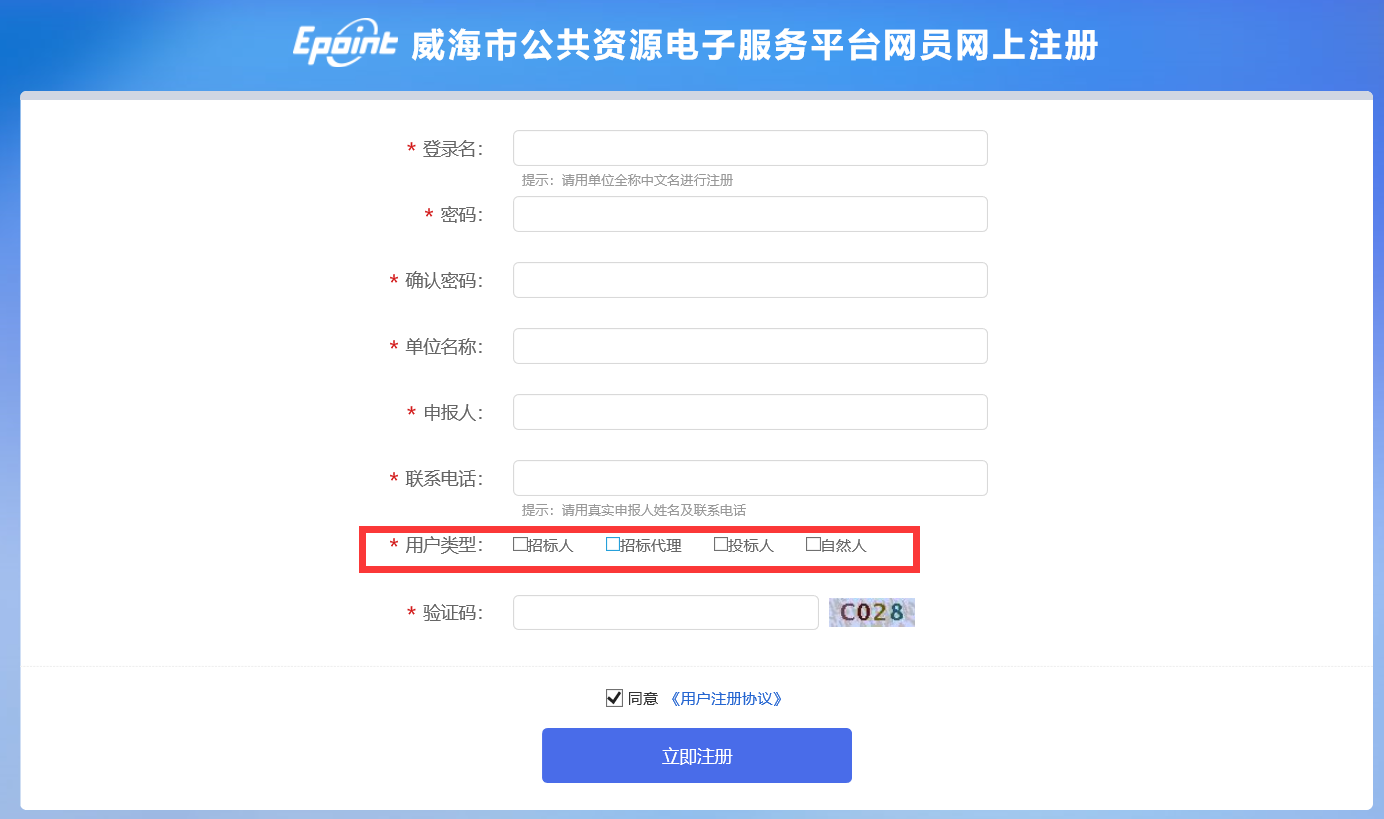 Epoint 威海市公共资源电子服务平台网员网上注册
* 登录名：
提示：请用单位全称中文名进行注册
* 密码：
* 确认密码：
* 单位名称：
* 申报人：
* 联系电话：
提示：请用真实申报人姓名及联系电话
* 用户类型： 招标人 招标代理 投标人 自然人
* 验证码： C028
同意 《用户注册协议》
立即注册